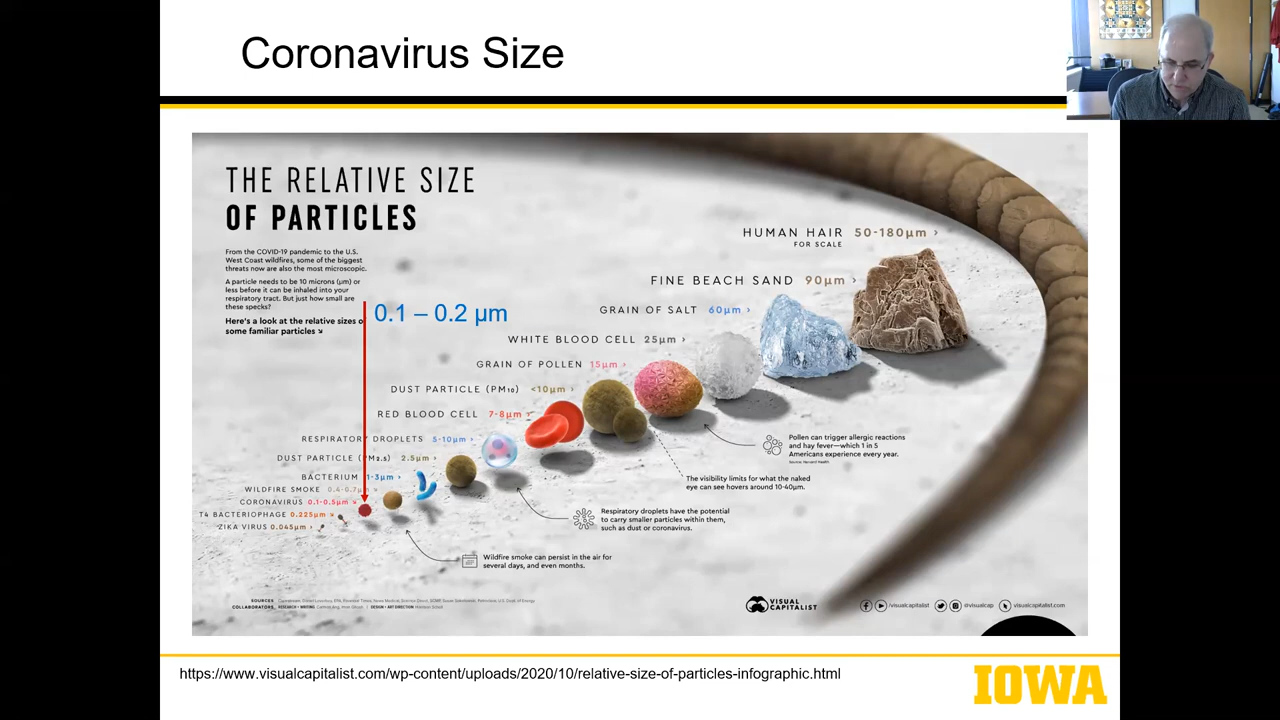 Coronavirus Size
THE RELATIVE SIZE
OF PARTICLES
From the COVID-19 pandemic to the U.S.
West Coast wildfires, some of the biggest
threats now are also the most microscopic.
A particle needs to be 10 microns (µm) or
less before it can be inhaled into your
respiratory tract. But just how small are
these specks?
Here's a look at the relative sizes of
some familiar particles
0.1 – 0.2 µm
HUMAN HAIR 50-180µm ›
FOR SCALE
FINE BEACH SAND 90µm ›
GRAIN OF SALT 60µm ›
WHITE BLOOD CELL 25µm ›
GRAIN OF POLLEN 15µm ›
DUST PARTICLE (PM10) <10µm ›
RED BLOOD CELL 7-8µm ›
RESPIRATORY DROPLETS 5-10µm ›
DUST PARTICLE (PM2.5) 2.5µm ›
BACTERIUM 1-3µm ›
WILDFIRE SMOKE 0.4-0.7µm
CORONAVIRUS 0.1-0.5µm
T4 BACTERIOPHAGE 0.225µm
ZIKA VIRUS 0.045µm ›
Pollen can trigger allergic reactions
and hay fever—which 1 in 5
Americans experience every year.
Source: Harvard Health
The visibility limits for what the naked
eye can see hovers around 10-40µm.
Respiratory droplets have the potential
to carry smaller particles within them,
such as dust or coronavirus.
Wildfire smoke can persist in the air for
several days, and even months.
SOURCES
COLLABORATORS RESEARCH + WRITING | DESIGN + ART DIRECTION
VISUAL
CAPITALIST
/visualcapitalist @visualcap visualcapitalist.com
https://www.visualcapitalist.com/wp-content/uploads/2020/10/relative-size-of-particles-infographic.html
IOWA